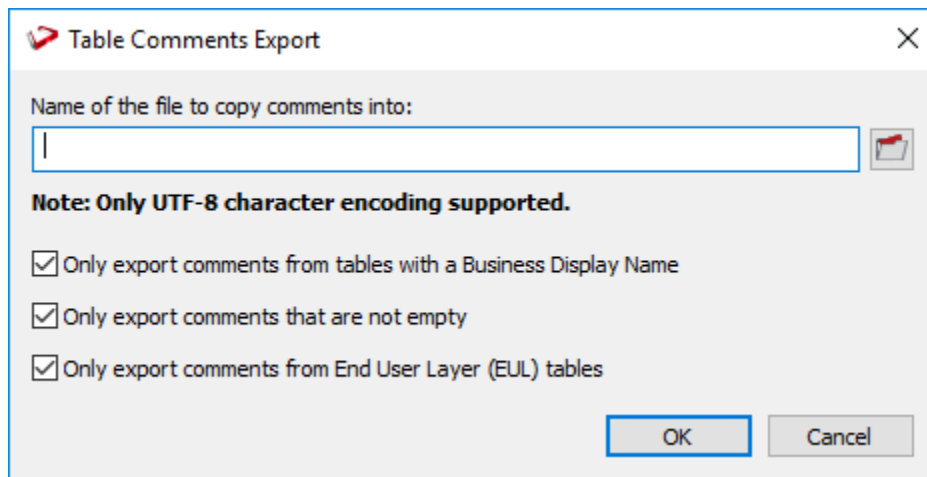 Table Comments Export
Name of the file to copy comments into:
Note: Only UTF-8 character encoding supported.
Only export comments from tables with a Business Display Name
Only export comments that are not empty
Only export comments from End User Layer (EUL) tables
OK Cancel